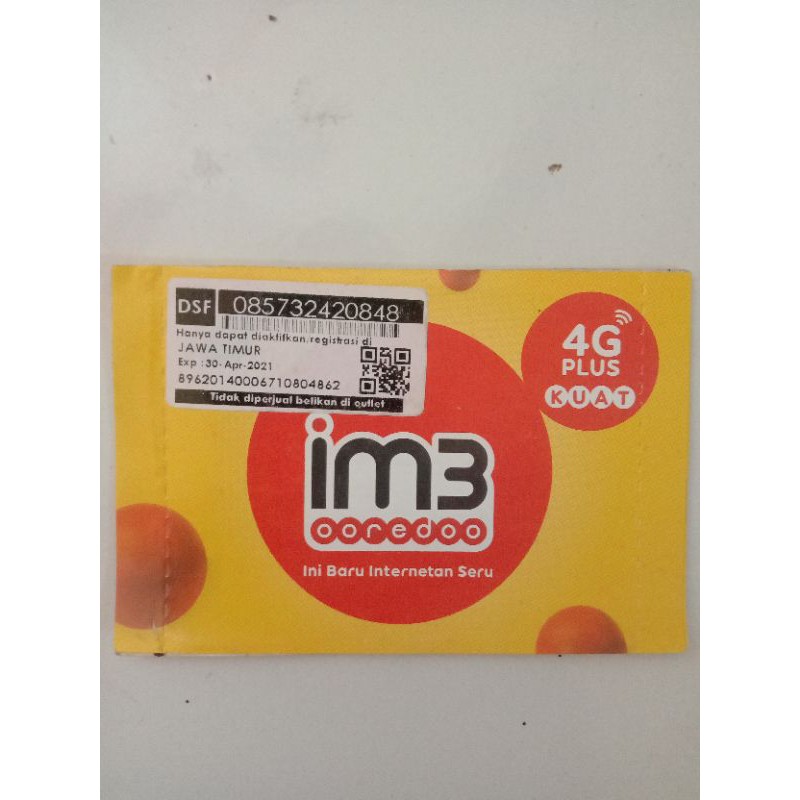 DSF 085732420848
Hanya dapat diaktifkan/registrasi di
JAWA TIMUR
Exp : 30-Apr-2021
89620140006710804862
Tidak diperjual belikan di outlet
4G
PLUS
KUAT
im3
ooredoo
Ini Baru Internetan Seru